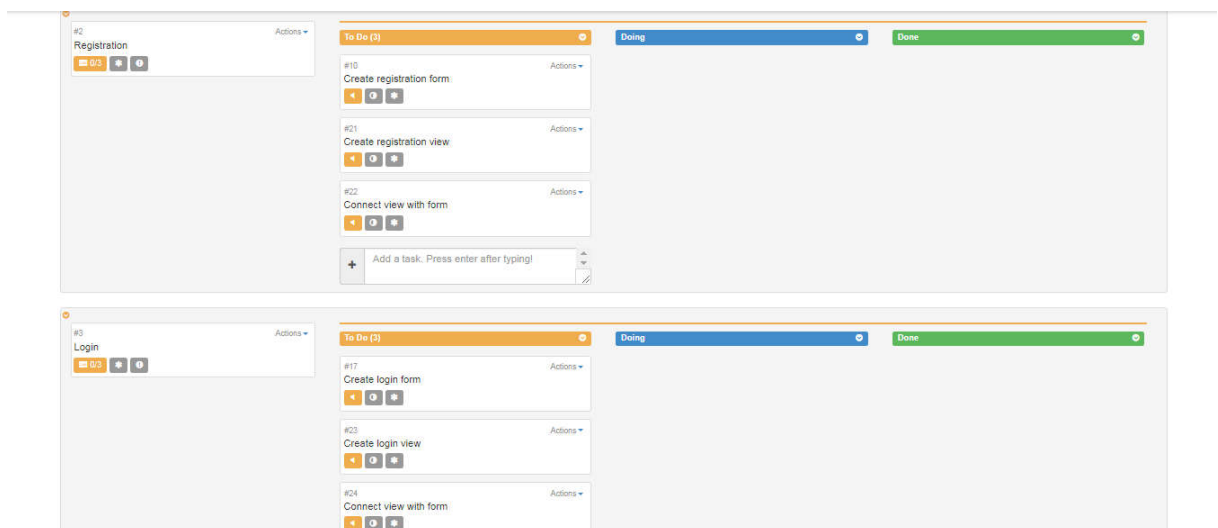 #2 Actions
Registration
0/3
To Do (3) Doing Done
#10 Actions
Create registration form
#21 Actions
Create registration view
#22 Actions
Connect view with form
+ Add a task. Press enter after typing!
#3 Actions
Login
0/3
To Do (3) Doing Done
#17 Actions
Create login form
#23 Actions
Create login view
#24 Actions
Connect view with form